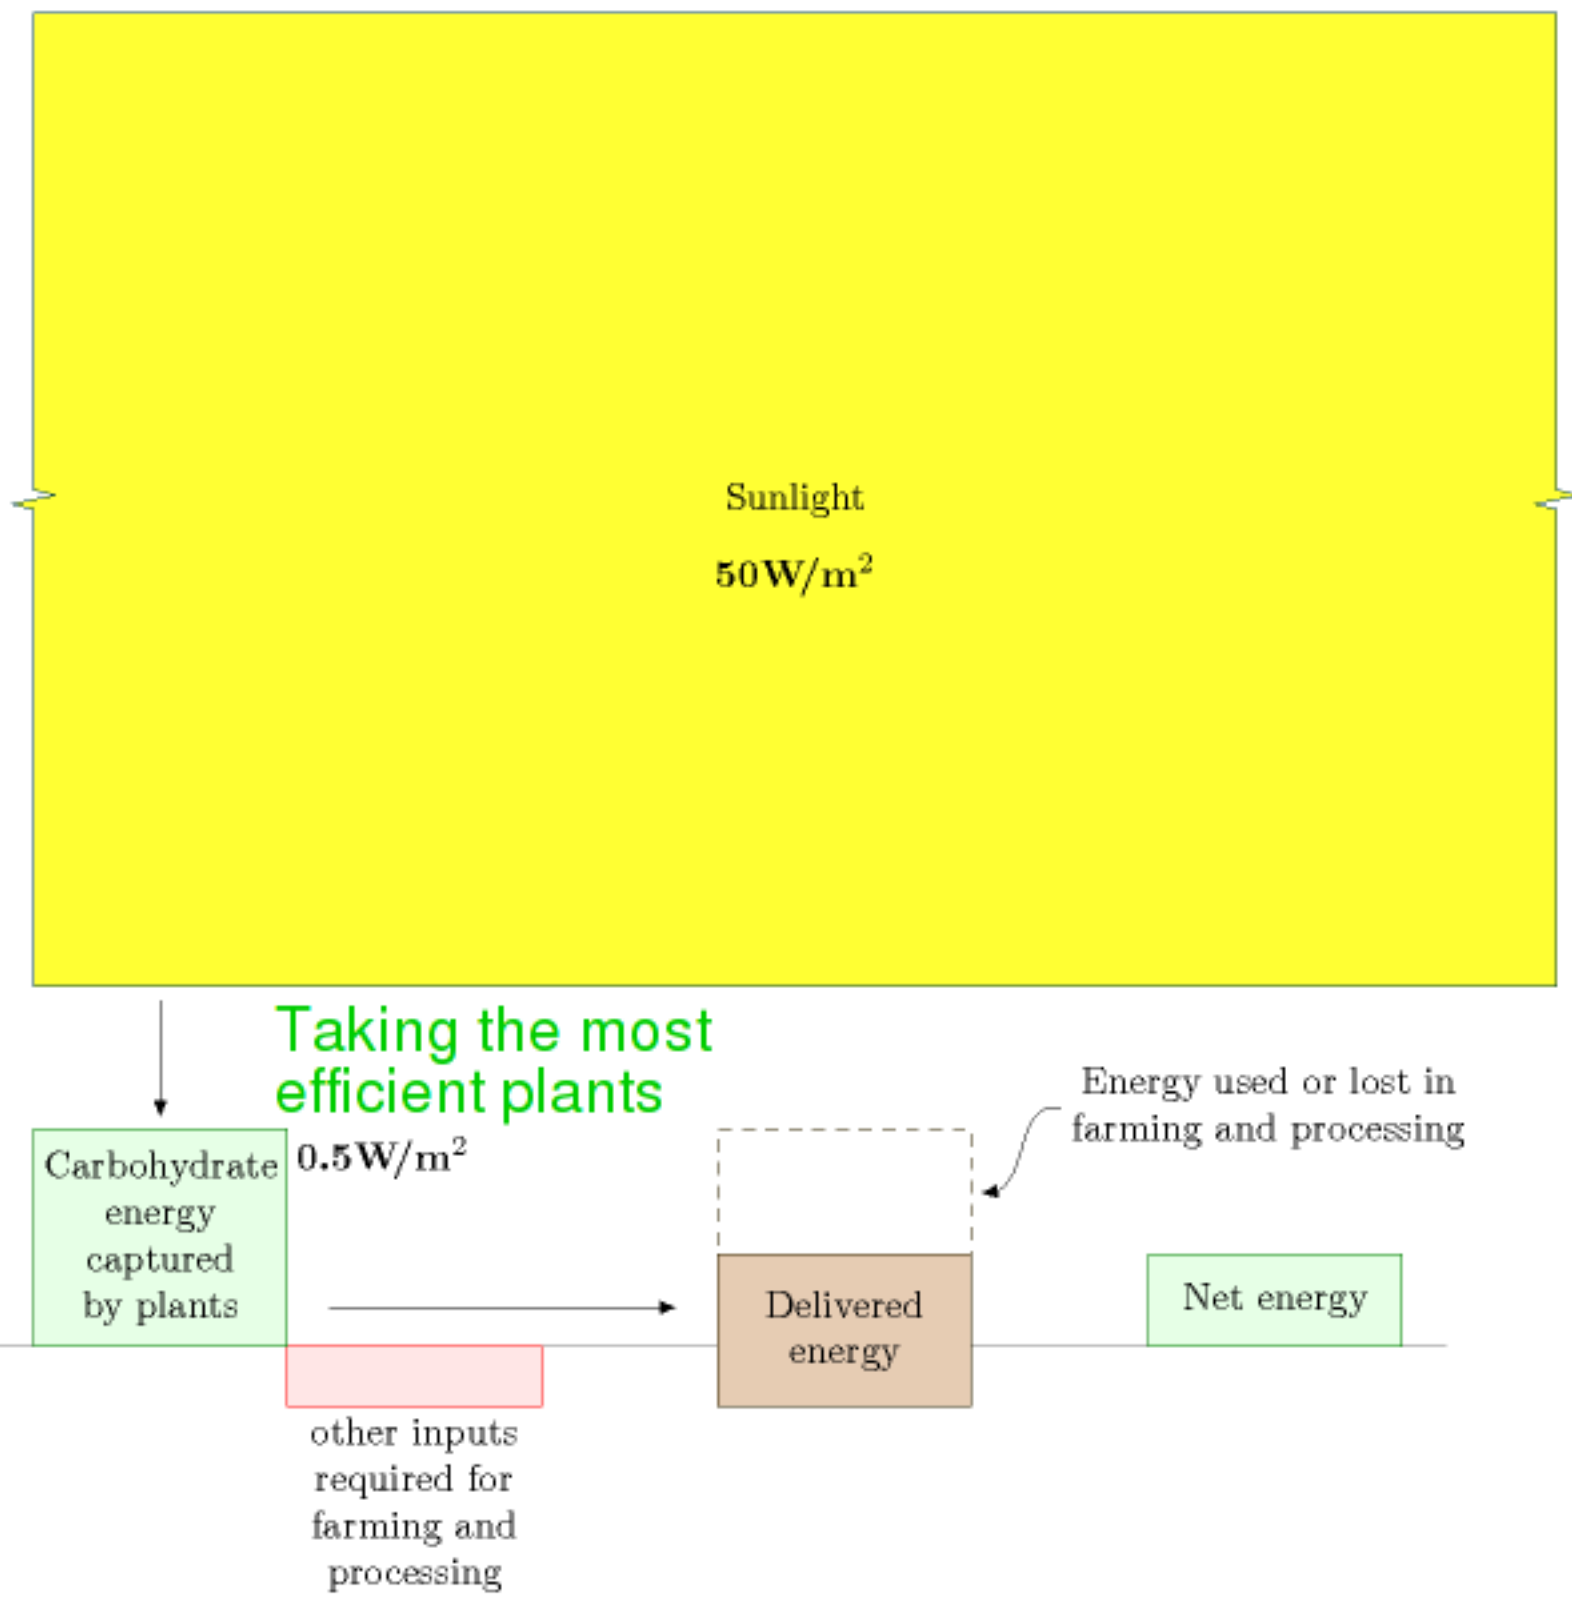 Sunlight
50W/m²
Taking the most
efficient plants
Energy used or lost in
farming and processing
Carbohydrate
energy
captured
by plants
0.5W/m²
Delivered
energy
Net energy
other inputs
required for
farming and
processing